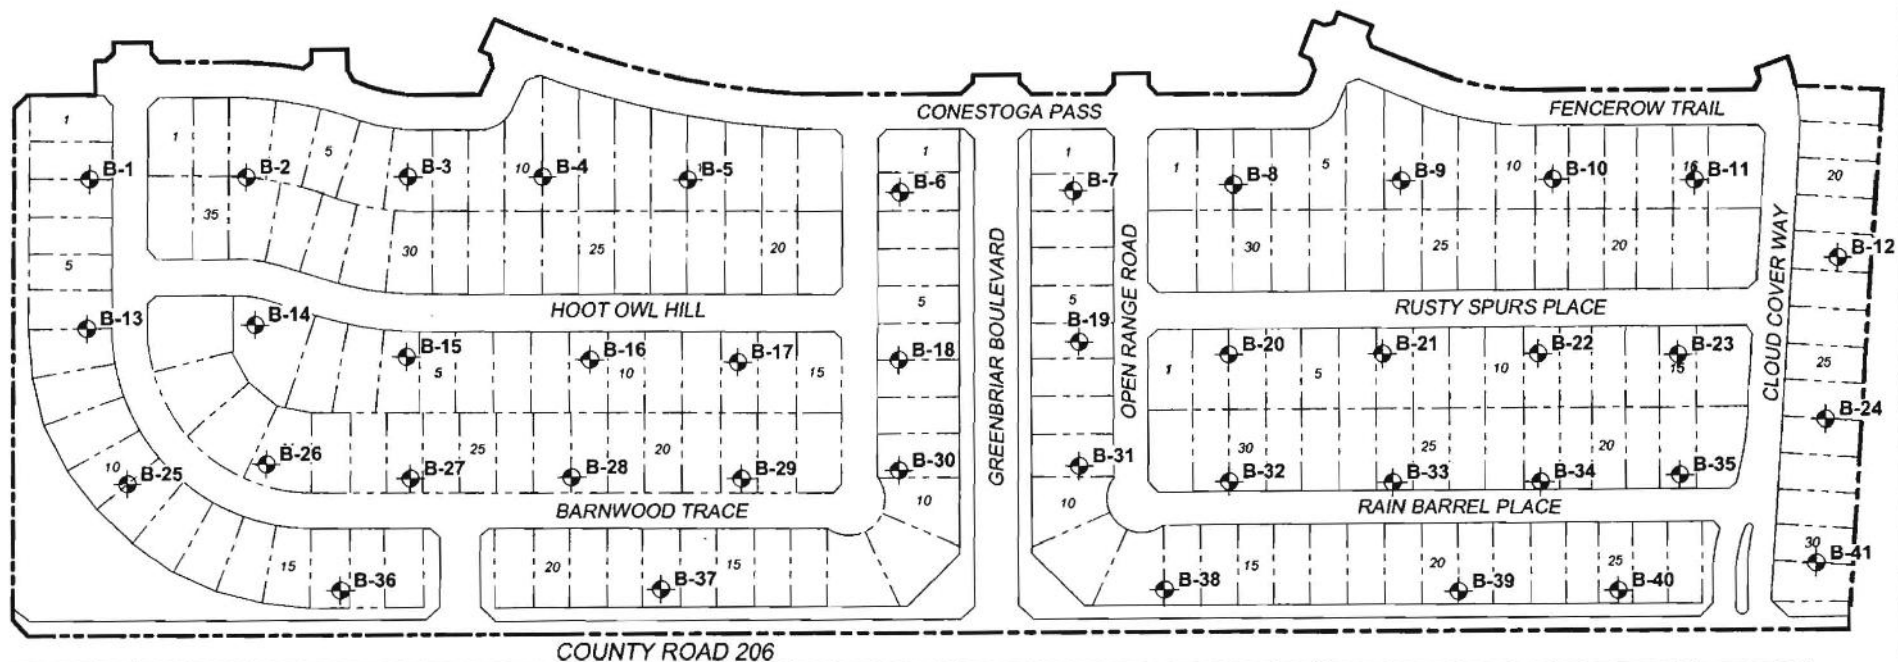 CONESTOGA PASS
FENCEROW TRAIL
1
1
5
1
1
1
5
B-1
B-2
B-3
10
B-4
B-5
B-6
B-7
B-8
B-9
10
B-10
16
B-11
20
35
30
25
20
30
25
20
B-12
5
5
5
B-13
B-14
HOOT OWL HILL
GREENBRIAR BOULEVARD
OPEN RANGE ROAD
RUSTY SPURS PLACE
CLOUD COVER WAY
B-15
B-16
B-17
B-18
B-19
B-20
B-21
B-22
B-23
5
10
15
1
5
10
15
25
B-24
10
B-25
B-26
B-27
25
B-28
20
B-29
B-30
10
B-31
10
30
B-32
25
B-33
20
B-34
B-35
BARNWOOD TRACE
RAIN BARREL PLACE
15
B-36
20
B-37
15
B-38
15
20
B-39
25
B-40
30
B-41
COUNTY ROAD 206